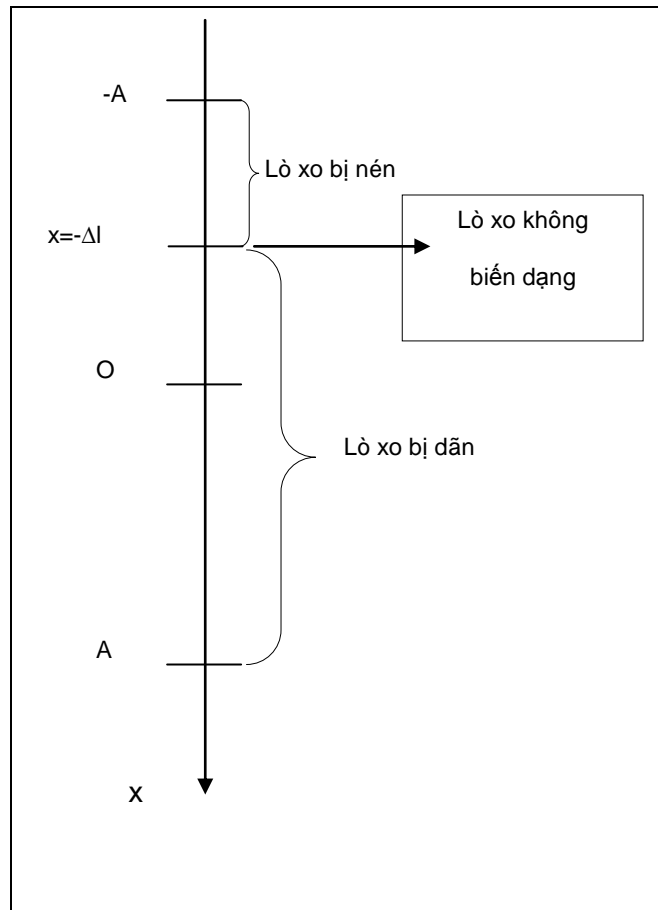 -A
Lò xo bị nén
x=-Δl
Lò xo không
biến dạng
O
Lò xo bị dãn
A
x